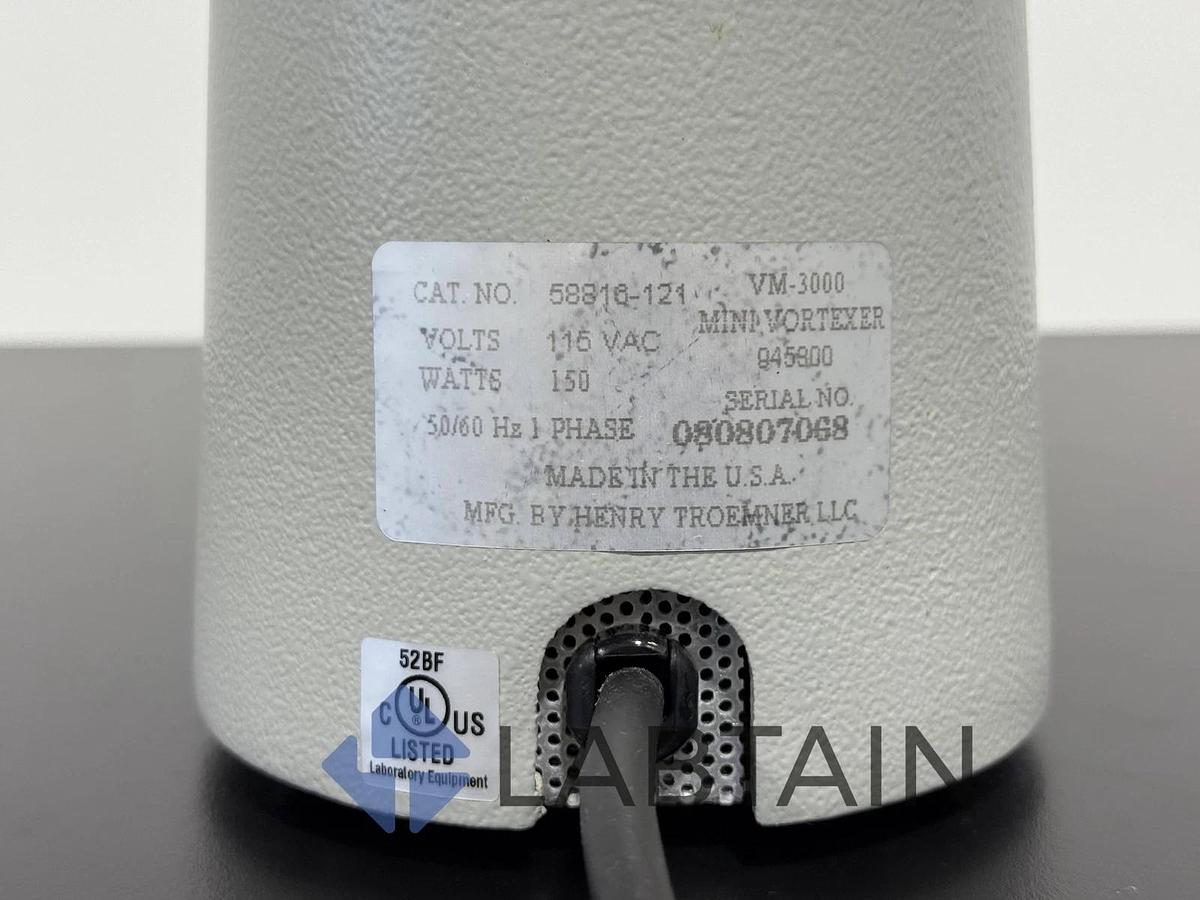 CAT. NO. 58816-121
VM-3000
MINI VORTEXER
945800
VOLTS 115 VAC
WATTS 150
SERIAL NO.
50/60 Hz 1 PHASE 080807068
MADE IN THE U.S.A.
MFG. BY HENRY TROEMNER LLC
52BF
C UL ® US
LISTED
Laboratory Equipment
LABTAIN